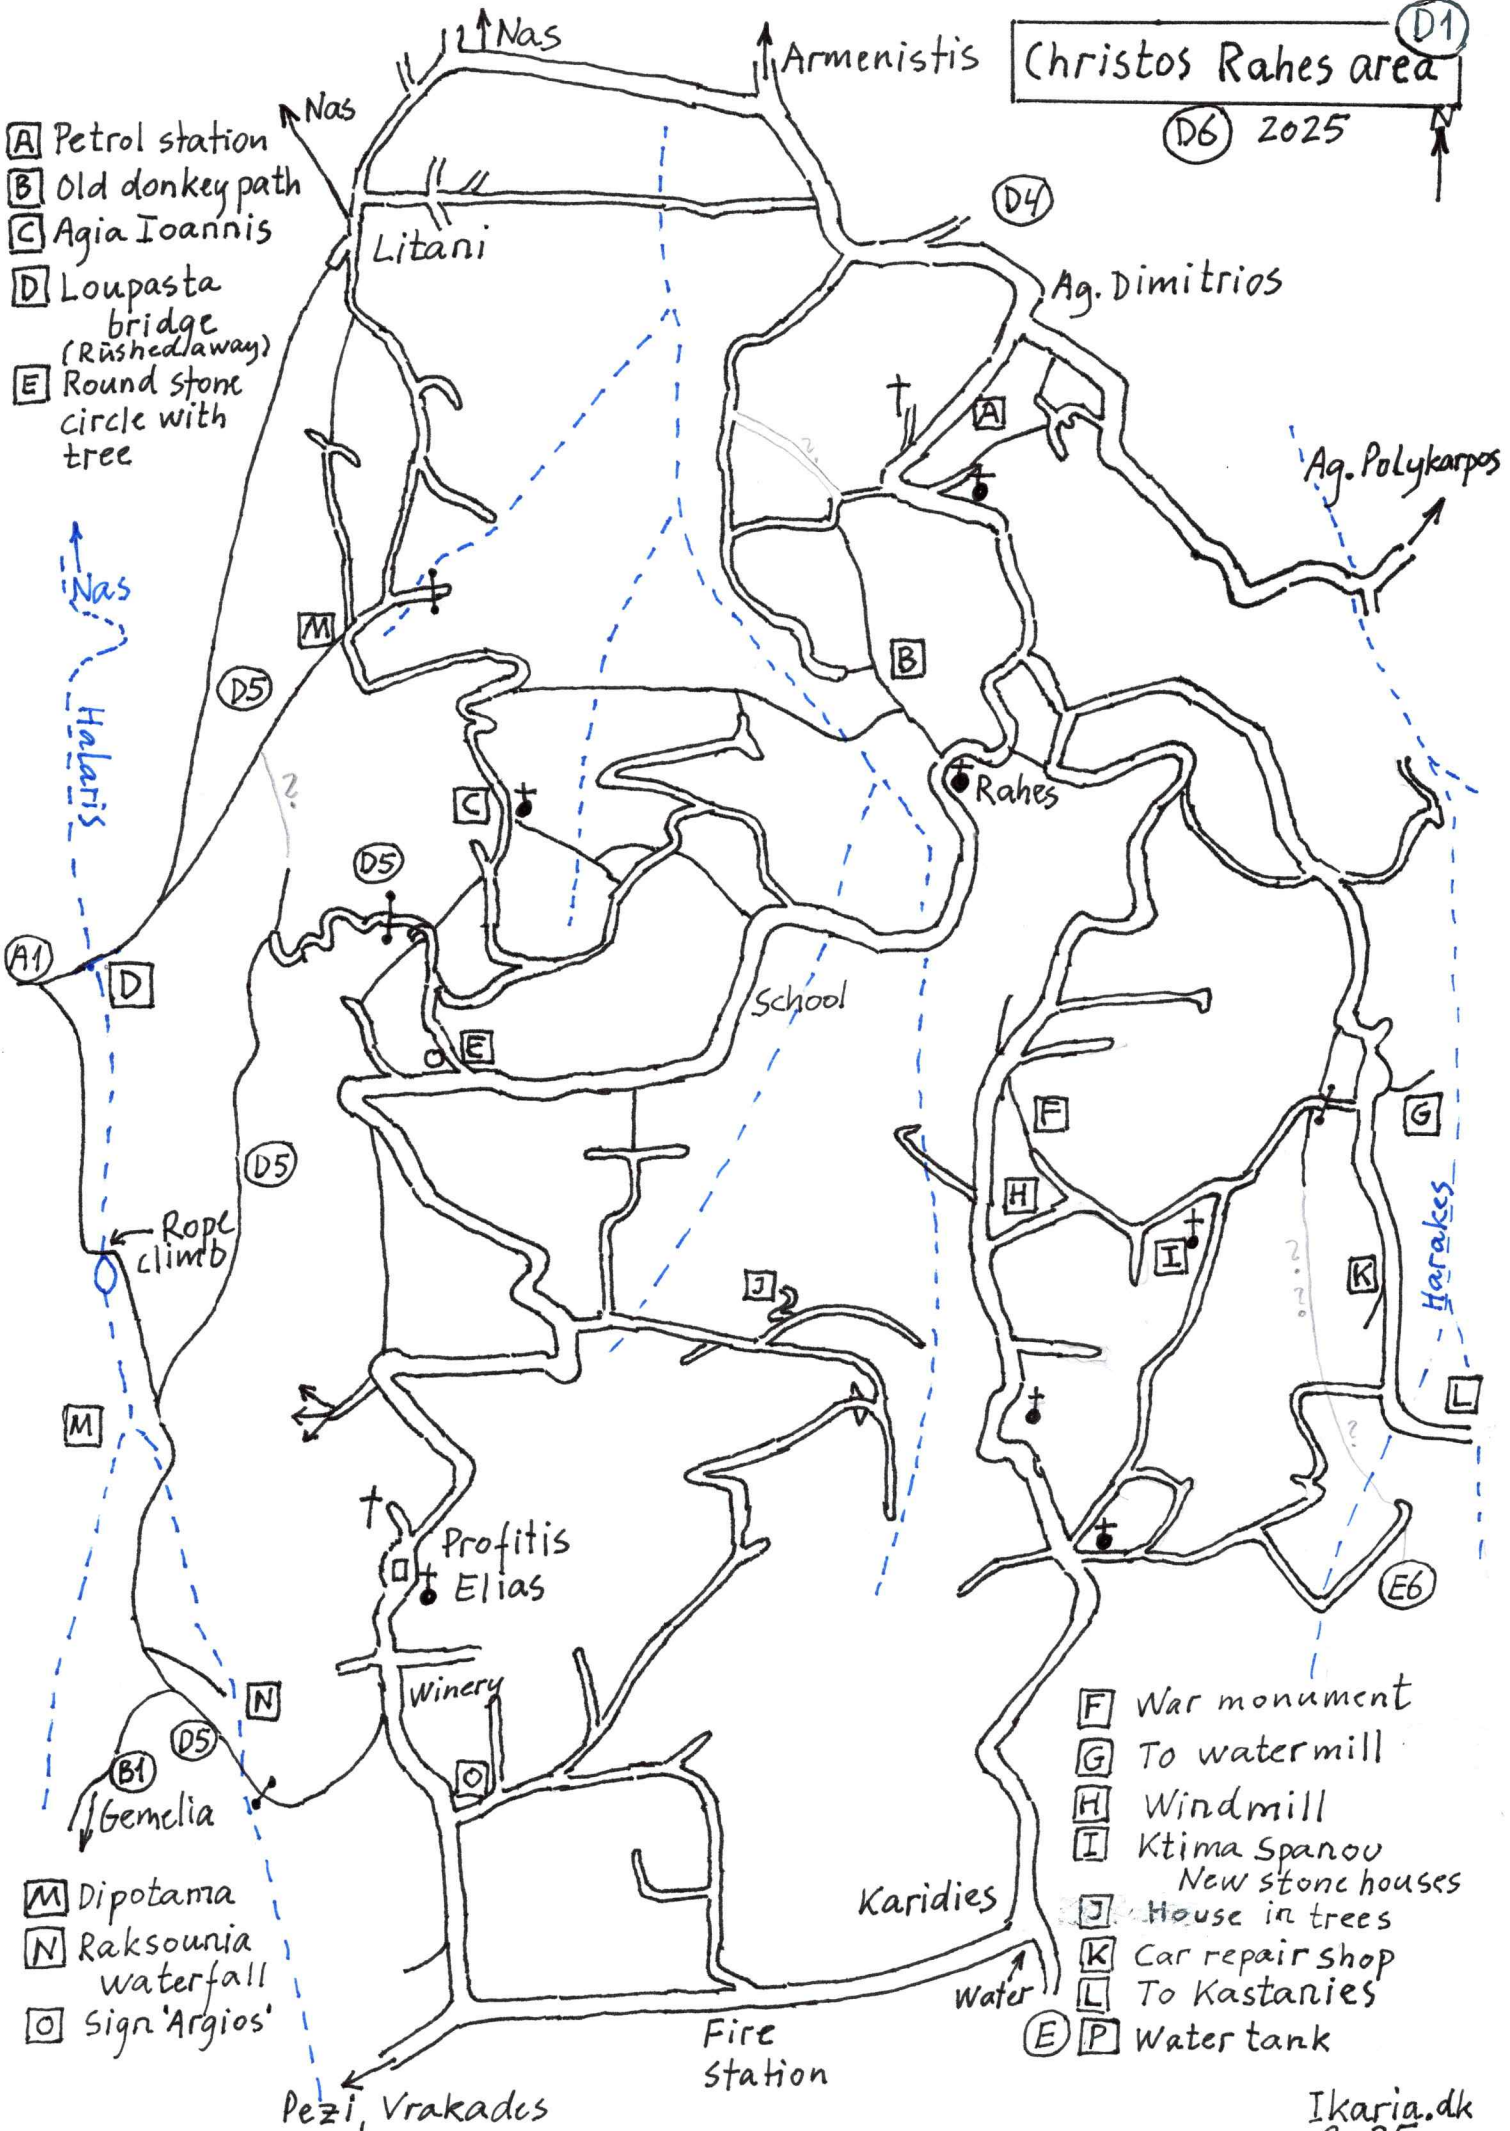 D1
Christos Rahes area
D6 2025
N
Nas
Armenistis
Nas
A Petrol station
B Old donkey path
C Agia Ioannis
D Loupasta
bridge
(Rushed away)
E Round stone
circle with
tree
Litani
D4
Ag. Dimitrios
A
?
Ag. Polykarpos
Nas
M
B
D5
Halaris
?
C
Rahes
D5
A1
D
School
E
F
G
D5
H
Rope
climb
I
J
K
? ?
?
Harakes
L
M
Profitis
Elias
E6
N
Winery
D5
B1
O
Gemelia
F War monument
G To watermill
H Windmill
I Ktima Spanou
New stone houses
J House in trees
K Car repair shop
L To Kastanies
E P Water tank
M Dipotama
N Raksounia
waterfall
O Sign 'Argios'
Karidies
Water
Fire
station
Pezi, Vrakades
Ikaria.dk